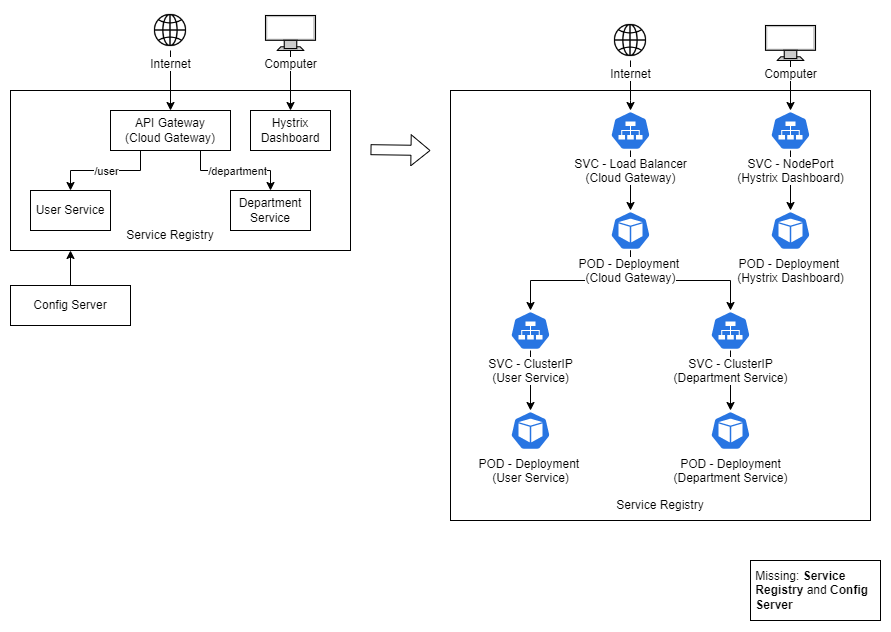 Internet
Computer
API Gateway
(Cloud Gateway)
Hystrix
Dashboard
/user
/department
User Service
Department
Service
Service Registry
Config Server
Internet
Computer
SVC - Load Balancer
(Cloud Gateway)
SVC - NodePort
(Hystrix Dashboard)
POD - Deployment
(Cloud Gateway)
POD - Deployment
(Hystrix Dashboard)
SVC - ClusterIP
(User Service)
SVC - ClusterIP
(Department Service)
POD - Deployment
(User Service)
POD - Deployment
(Department Service)
Service Registry
Missing: Service
Registry and Config
Server